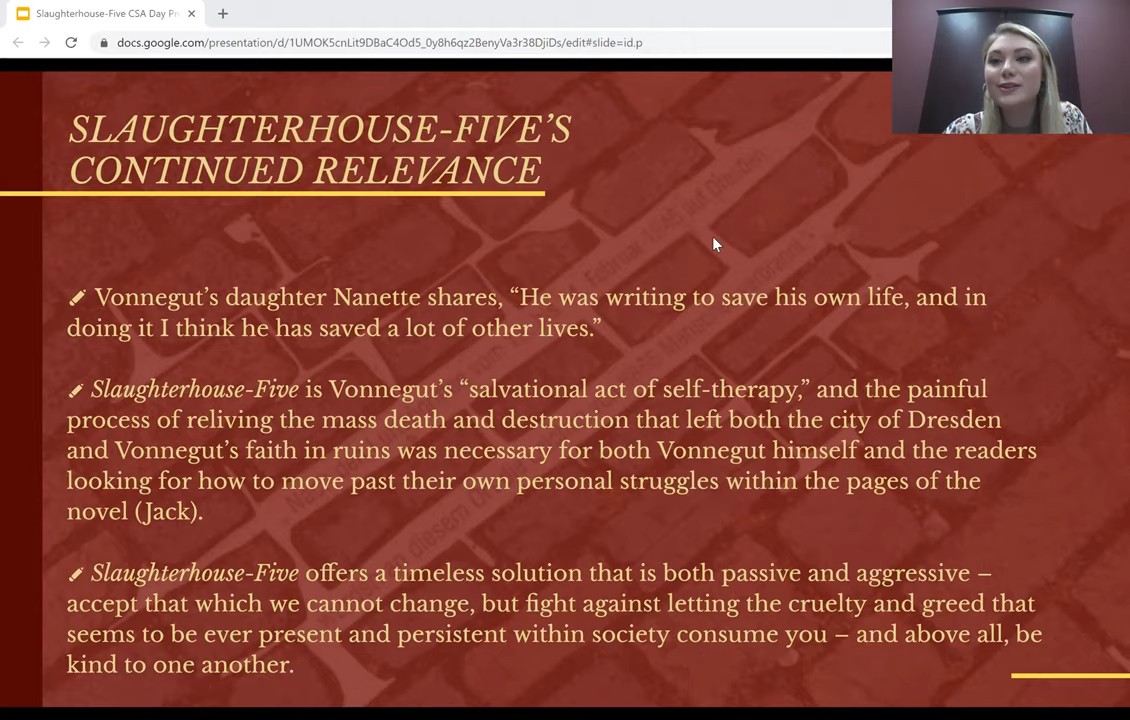 Slaughterhouse-Five CSA Day Pr
docs.google.com/presentation/d/1UMOK5cnLit9DBaC4Od5_0y8h6qz2BenyVa3r38DjiDs/edit#slide=id.p
SLAUGHTERHOUSE-FIVE’S
CONTINUED RELEVANCE
Vonnegut’s daughter Nanette shares, “He was writing to save his own life, and in
doing it I think he has saved a lot of other lives.”
Slaughterhouse-Five is Vonnegut’s “salvational act of self-therapy,” and the painful
process of reliving the mass death and destruction that left both the city of Dresden
and Vonnegut’s faith in ruins was necessary for both Vonnegut himself and the readers
looking for how to move past their own personal struggles within the pages of the
novel (Jack).
Slaughterhouse-Five offers a timeless solution that is both passive and aggressive –
accept that which we cannot change, but fight against letting the cruelty and greed that
seems to be ever present and persistent within society consume you – and above all, be
kind to one another.